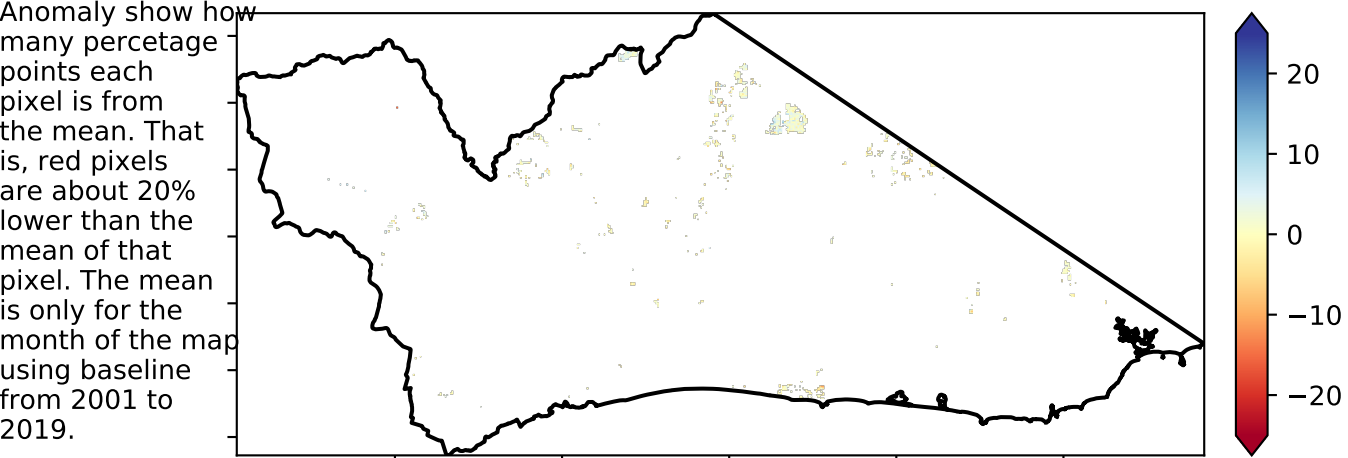 Anomaly show how
many percetage
points each
pixel is from
the mean. That
is, red pixels
are about 20%
lower than the
mean of that
pixel. The mean
is only for the
month of the map
using baseline
from 2001 to
2019.
20
10
0
−10
−20